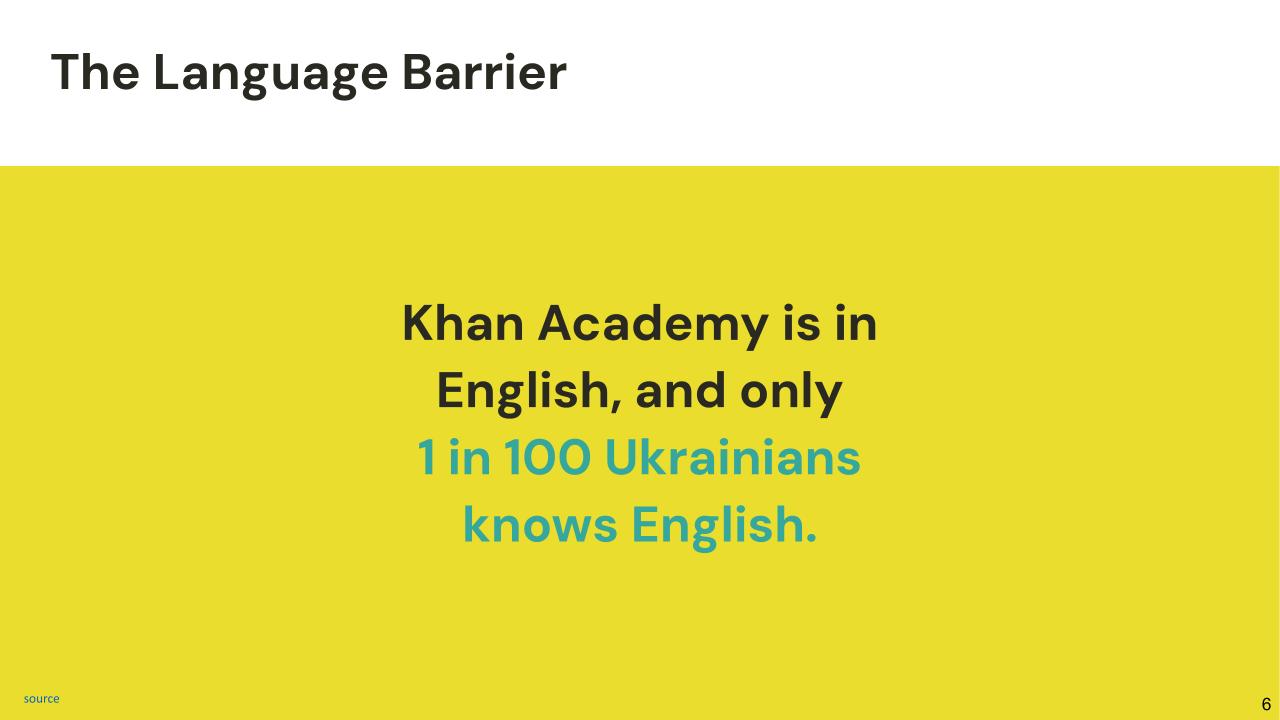 The Language Barrier
Khan Academy is in
English, and only
1 in 100 Ukrainians
knows English.
source
6